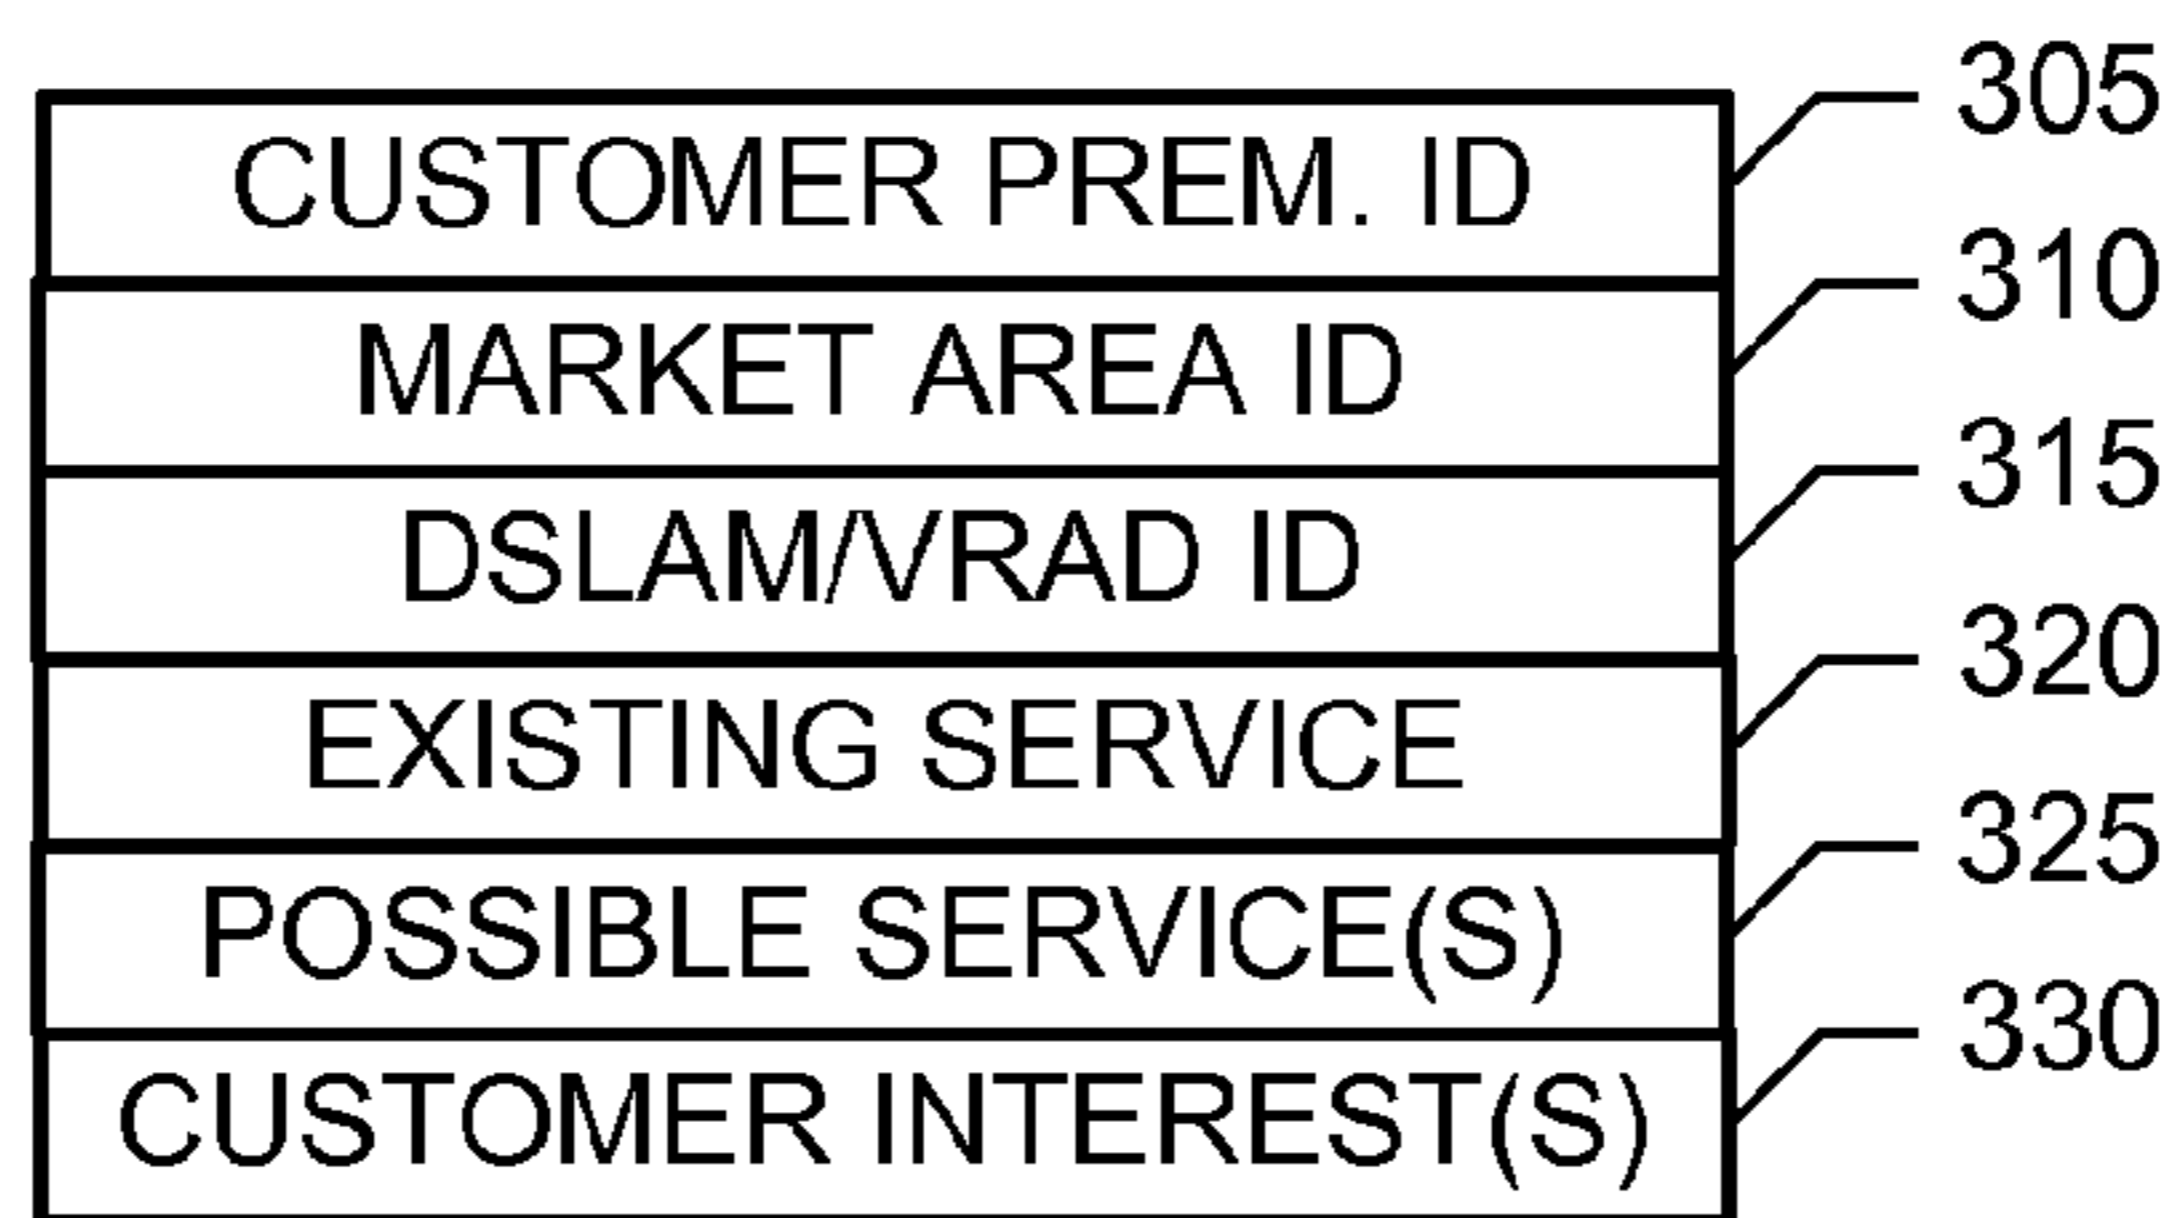 CUSTOMER PREM. ID 305
MARKET AREA ID 310
DSLAM/VRAD ID 315
EXISTING SERVICE 320
POSSIBLE SERVICE(S) 325
CUSTOMER INTEREST(S) 330